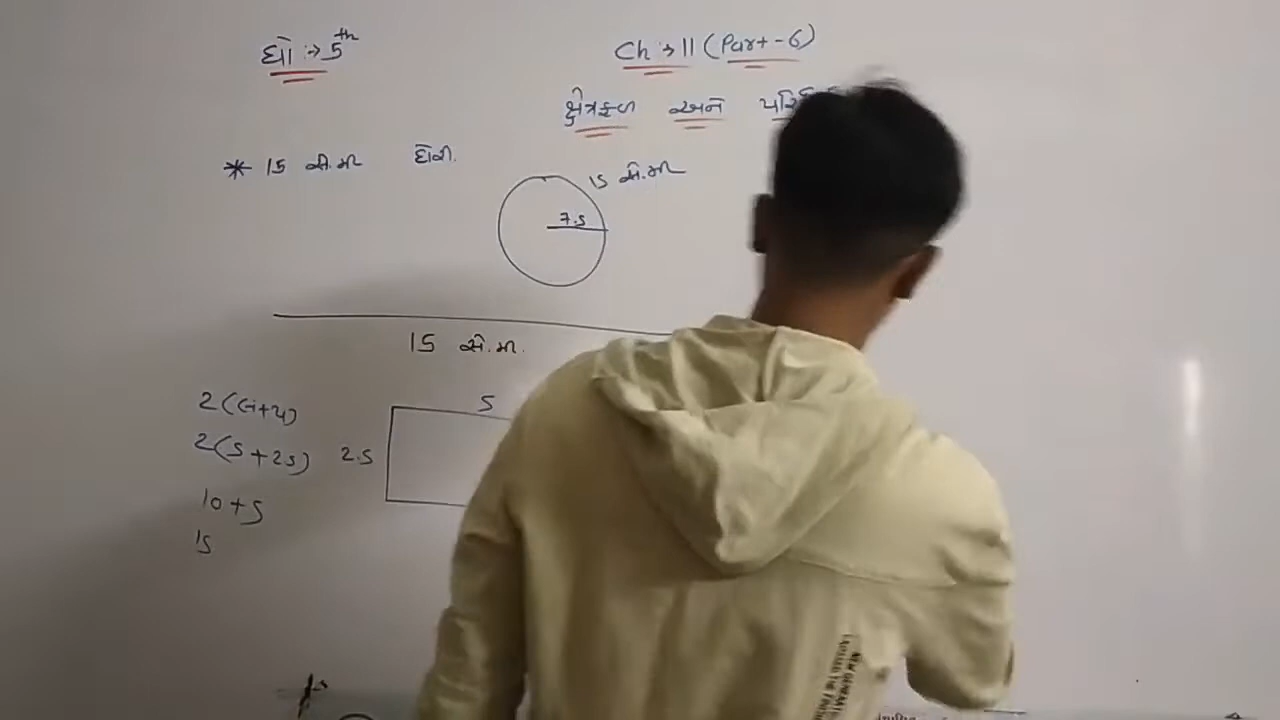 ધો :→ 5th
Ch :→ 11 (Part - 6)
ક્ષેત્રફળ અને
* 15 સે.મી દોરી.
15 સે.મી
7.5
15 સે.મી.
2(લ+પ)
2(5+2.5)
10+5
15
5
2.5